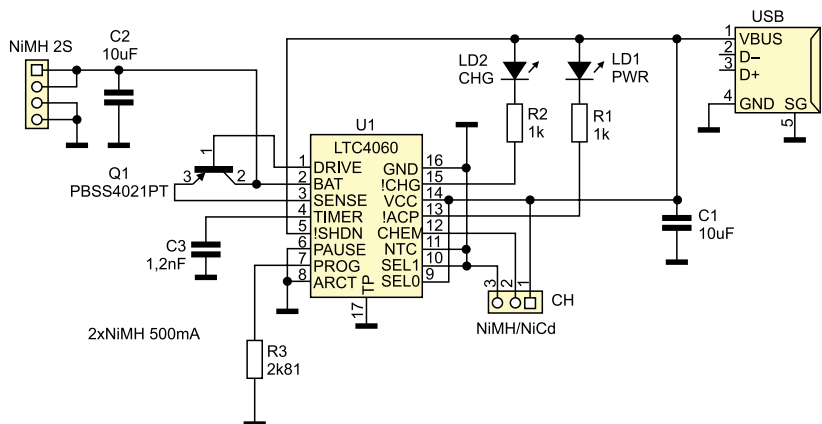 NiMH 2S
C2
10uF
USB
1 VBUS
2 D−
3 D+
4 GND SG
5
LD2
CHG
LD1
PWR
R2
1k
R1
1k
U1
LTC4060
1 DRIVE
2 BAT
3 SENSE
4 TIMER
5 !SHDN
6 PAUSE
7 PROG
8 ARCT
GND 16
!CHG 15
VCC 14
!ACP 13
CHEM 12
NTC 11
SEL1 10
SEL0 9
TP
17
Q1
PBSS4021PT
1
3 2
C3
1,2nF
C1
10uF
3 2 1 CH
NiMH/NiCd
2xNiMH 500mA
R3
2k81